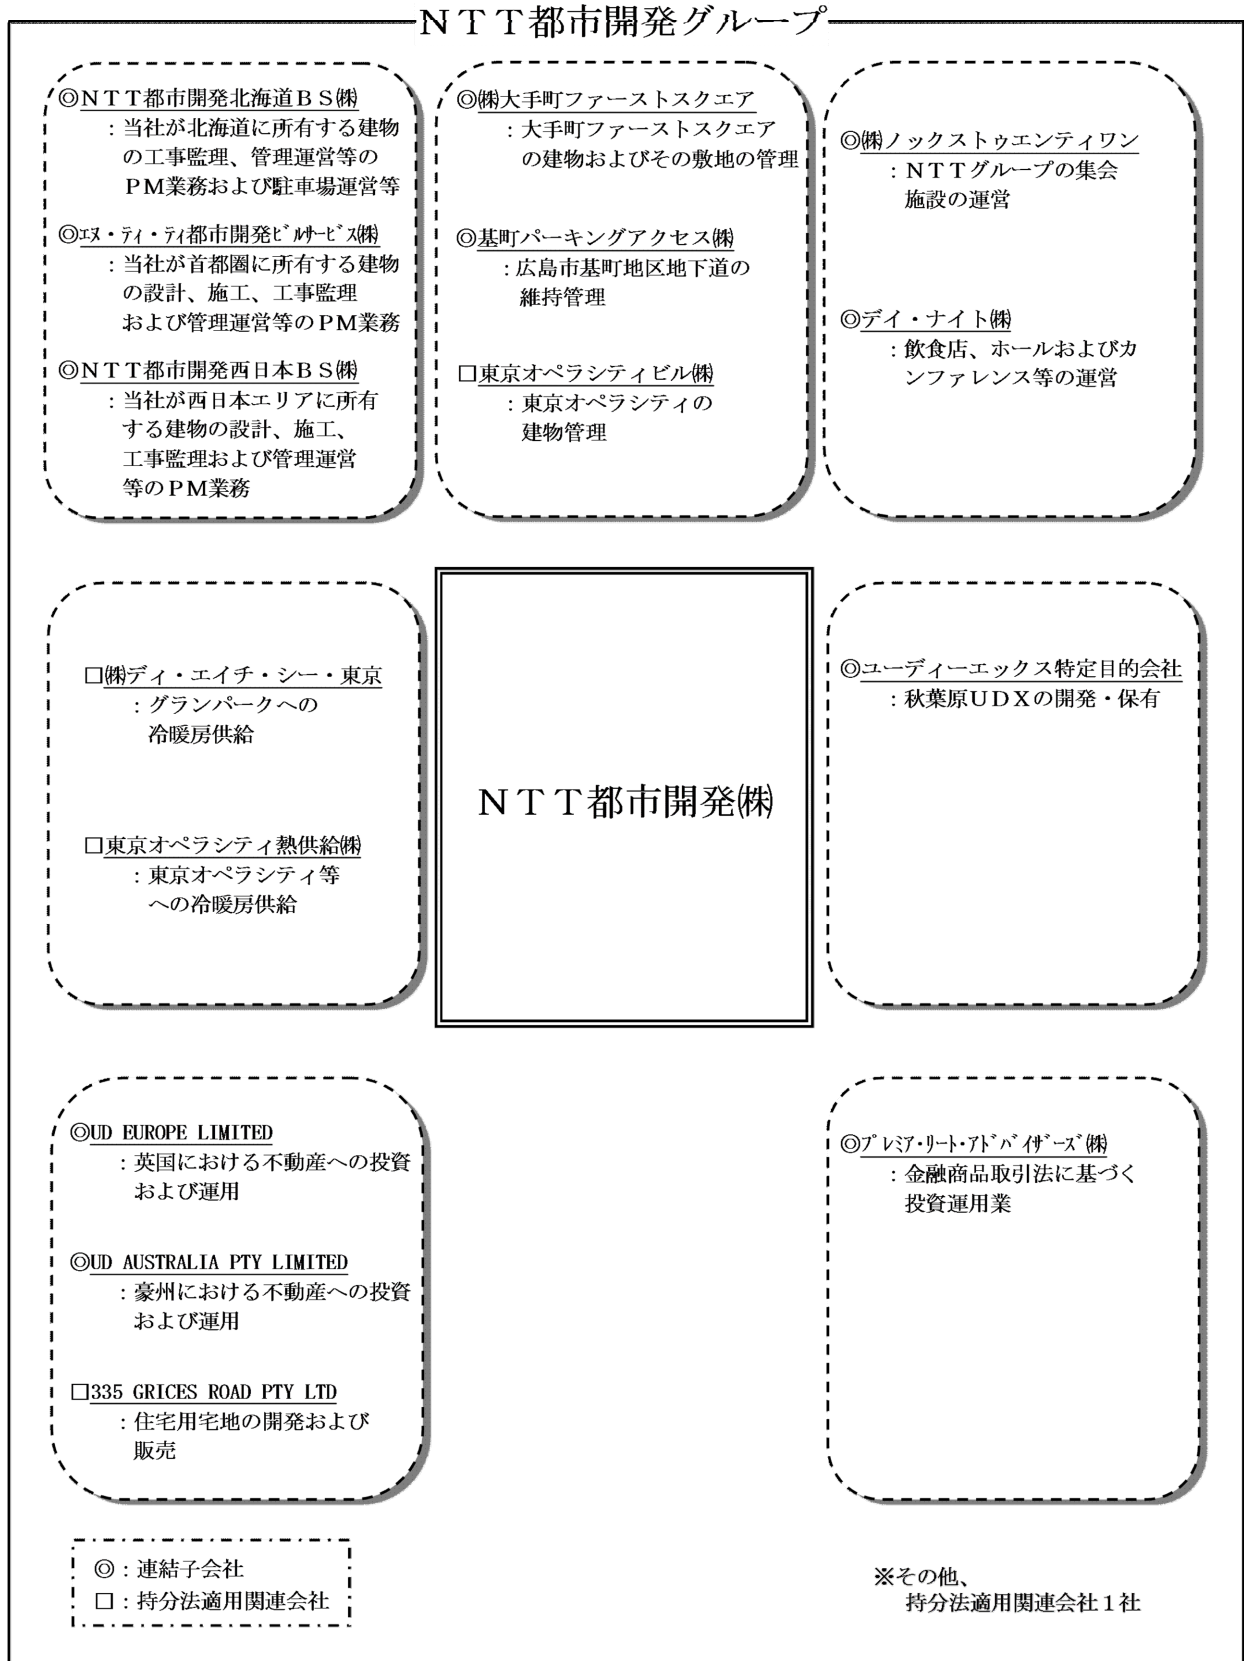 NTT都市開発グループ
◎NTT都市開発北海道BS㈱
：当社が北海道に所有する建物
の工事監理、管理運営等の
PM業務および駐車場運営等
◎ｴﾇ・ﾃｨ・ﾃｨ都市開発ﾋﾞﾙｻｰﾋﾞｽ㈱
：当社が首都圏に所有する建物
の設計、施工、工事監理
および管理運営等のPM業務
◎NTT都市開発西日本BS㈱
：当社が西日本エリアに所有
する建物の設計、施工、
工事監理および管理運営
等のPM業務
◎㈱大手町ファーストスクエア
：大手町ファーストスクエア
の建物およびその敷地の管理
◎基町パーキングアクセス㈱
：広島市基町地区地下道の
維持管理
□東京オペラシティビル㈱
：東京オペラシティの
建物管理
◎㈱ノックストゥエンティワン
：NTTグループの集会
施設の運営
◎デイ・ナイト㈱
：飲食店、ホールおよびカ
ンファレンス等の運営
□㈱ディ・エイチ・シー・東京
：グランパークへの
冷暖房供給
□東京オペラシティ熱供給㈱
：東京オペラシティ等
への冷暖房供給
NTT都市開発㈱
◎ユーディーエックス特定目的会社
：秋葉原UDXの開発・保有
◎UD EUROPE LIMITED
：英国における不動産への投資
および運用
◎UD AUSTRALIA PTY LIMITED
：豪州における不動産への投資
および運用
□335 GRICES ROAD PTY LTD
：住宅用宅地の開発および
販売
◎ﾌﾟﾚﾐｱ・ﾘｰﾄ・ｱﾄﾞﾊﾞｲｻﾞｰｽﾞ㈱
：金融商品取引法に基づく
投資運用業
◎：連結子会社
□：持分法適用関連会社
※その他、
持分法適用関連会社１社